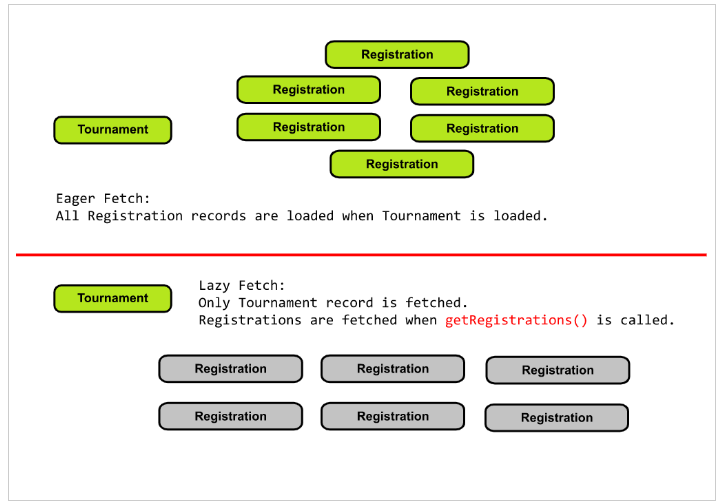 Registration
Registration
Registration
Registration
Registration
Tournament
Registration
Eager Fetch:
All Registration records are loaded when Tournament is loaded.
Tournament
Lazy Fetch:
Only Tournament record is fetched.
Registrations are fetched when getRegistrations() is called.
Registration
Registration
Registration
Registration
Registration
Registration